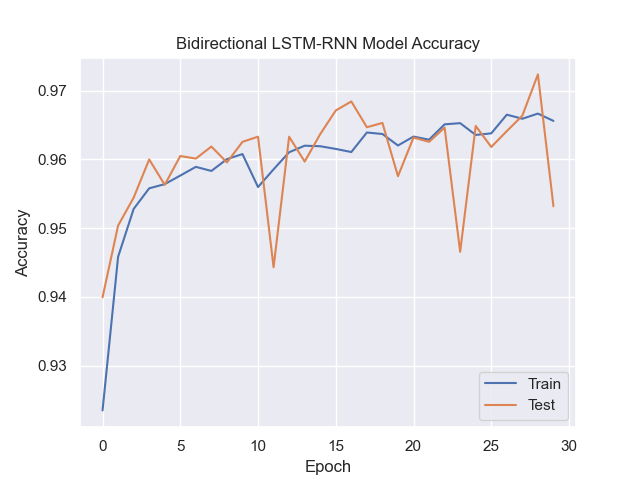 Bidirectional LSTM-RNN Model Accuracy
0.97
0.96
0.95
0.94
0.93
Accuracy
Train
Test
0 5 10 15 20 25 30
Epoch